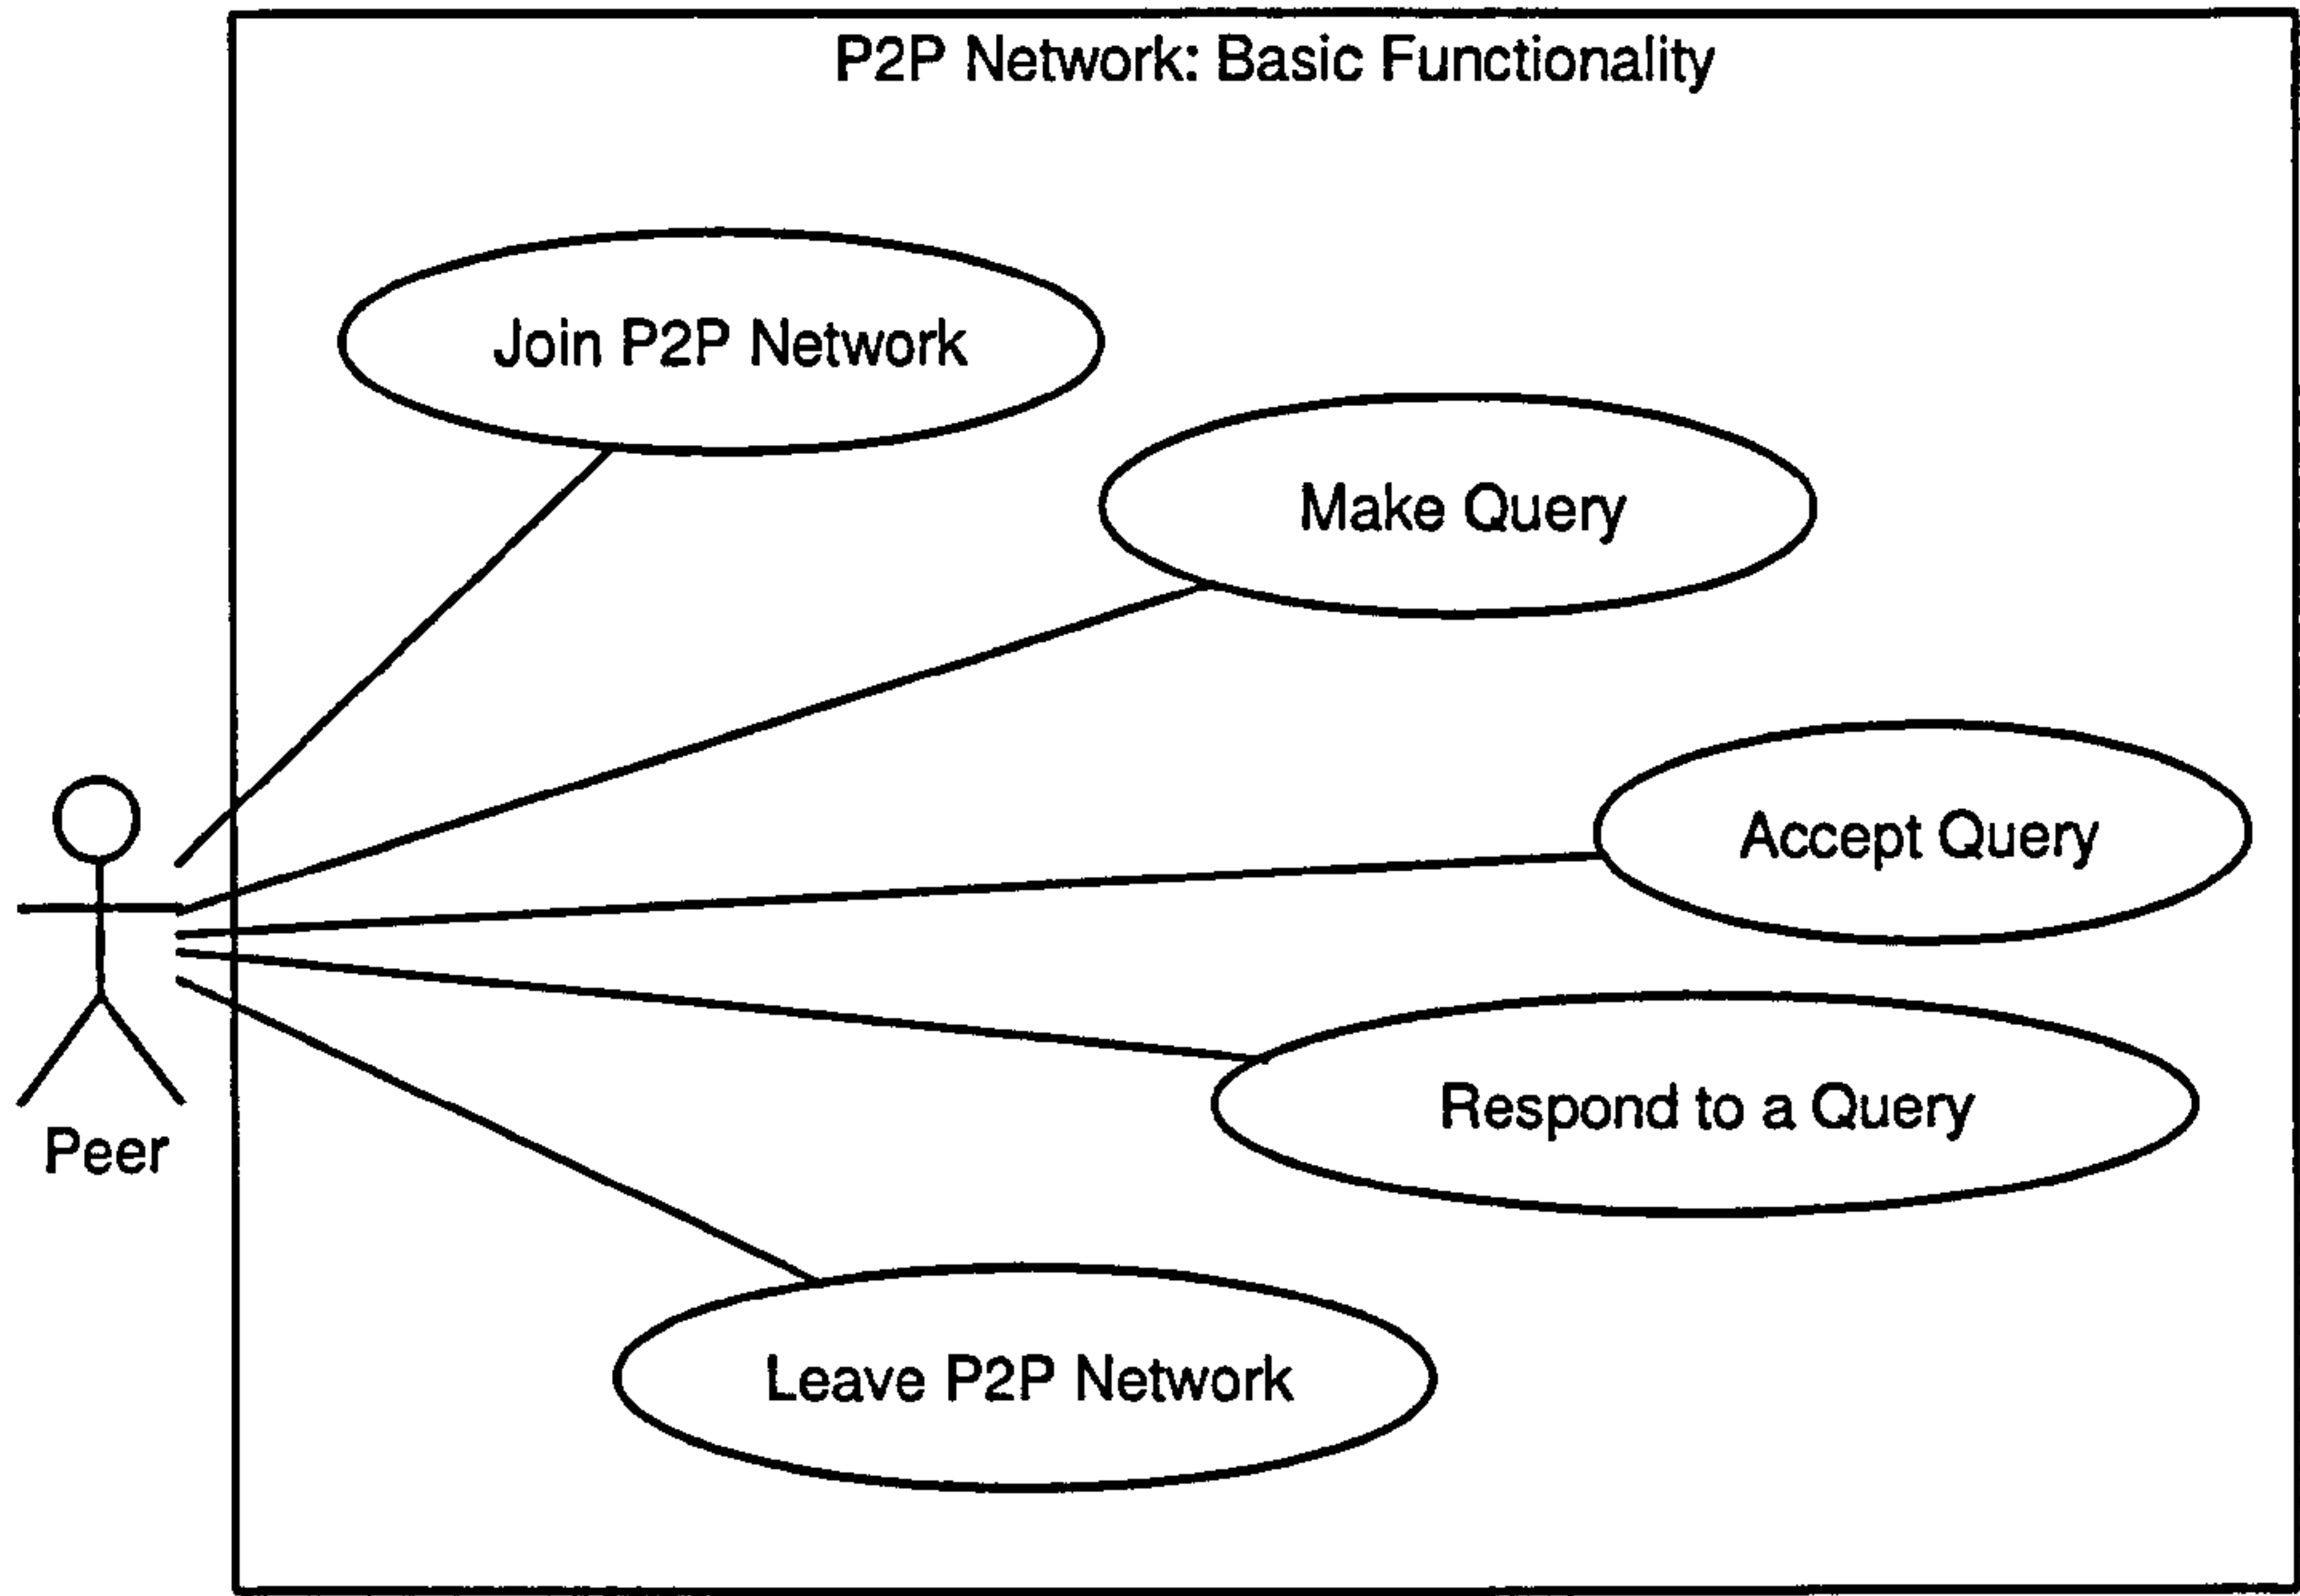 P2P Network: Basic Functionality
Join P2P Network
Make Query
Accept Query
Respond to a Query
Peer
Leave P2P Network